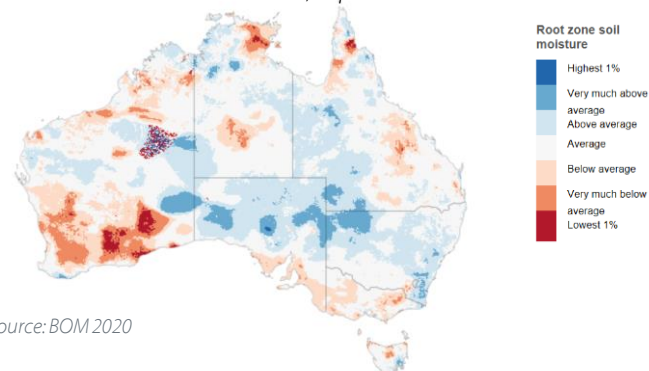 Root zone soil
moisture
Highest 1%
Very much above
average
Above average
Average
Below average
Very much below
average
Lowest 1%
ource: BOM 2020